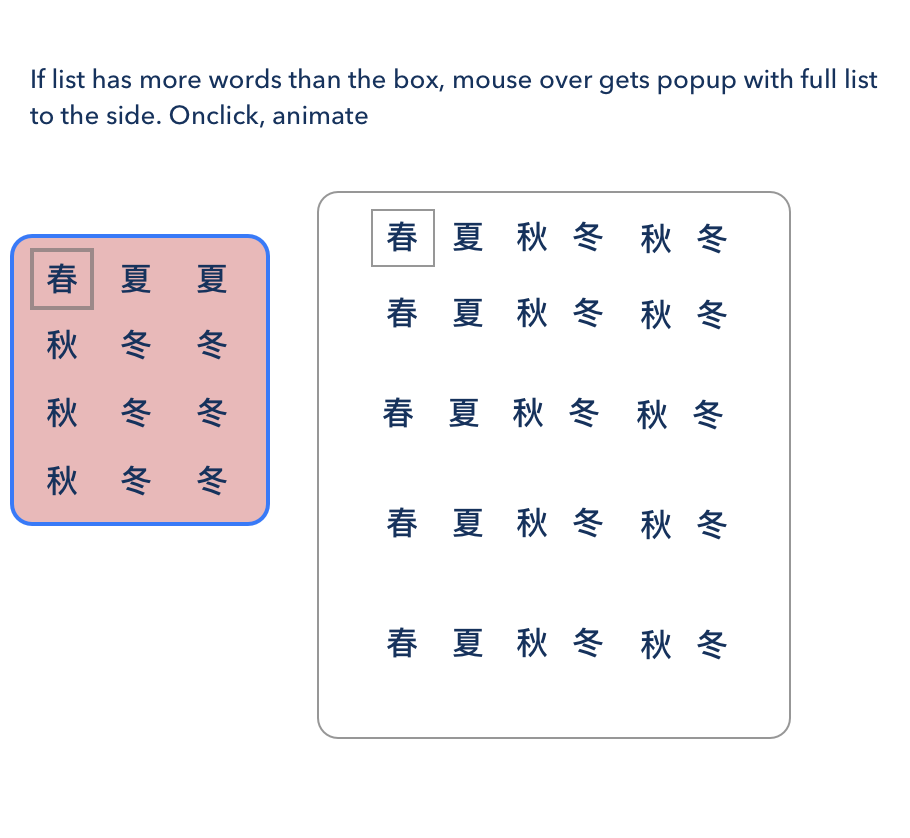 If list has more words than the box, mouse over gets popup with full list
to the side. Onclick, animate
春 夏 夏
秋 冬 冬
秋 冬 冬
秋 冬 冬
春 夏 秋 冬 秋 冬
春 夏 秋 冬 秋 冬
春 夏 秋 冬 秋 冬
春 夏 秋 冬 秋 冬
春 夏 秋 冬 秋 冬